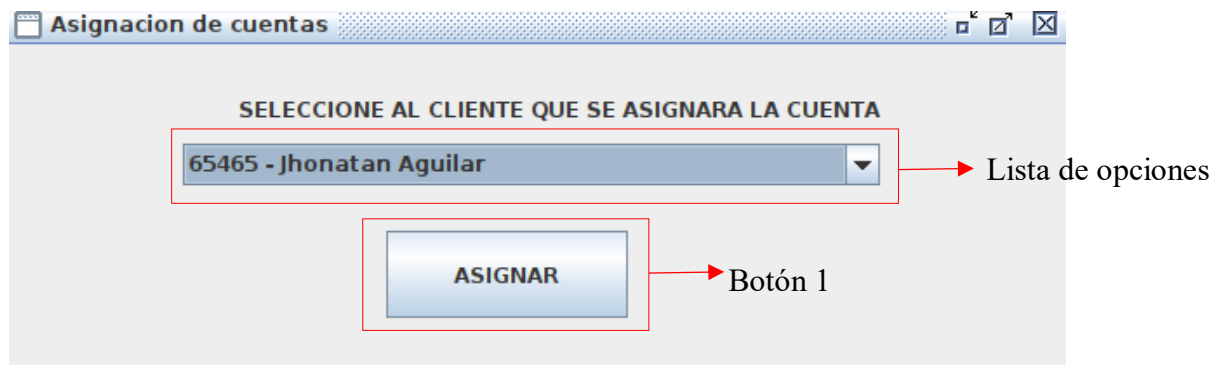 Asignacion de cuentas
SELECCIONE AL CLIENTE QUE SE ASIGNARA LA CUENTA
65465 - Jhonatan Aguilar
Lista de opciones
ASIGNAR
Botón 1